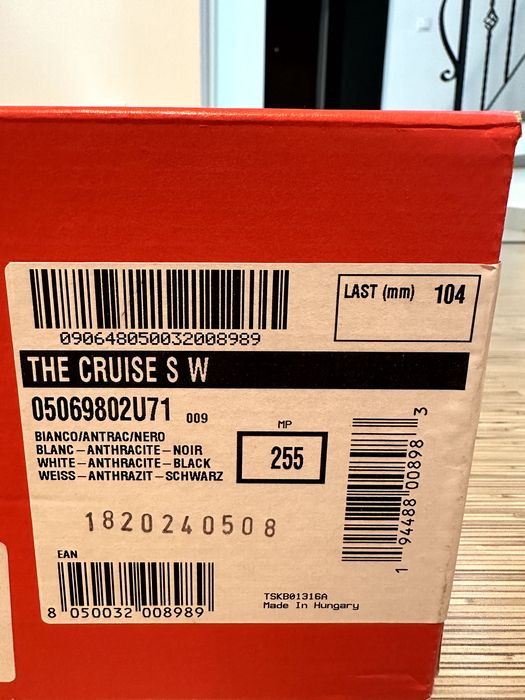 LAST (mm) 104
090648050032008989
THE CRUISE S W
05069802U71 009
BIANCO/ANTRAC/NERO
BLANC-ANTHRACITE-NOIR
WHITE-ANTHRACITE-BLACK
WEISS-ANTHRAZIT-SCHWARZ
MP
255
1 94488 00898 3
1820240508
EAN
8 050032 008989
TSKB01316A
Made In Hungary